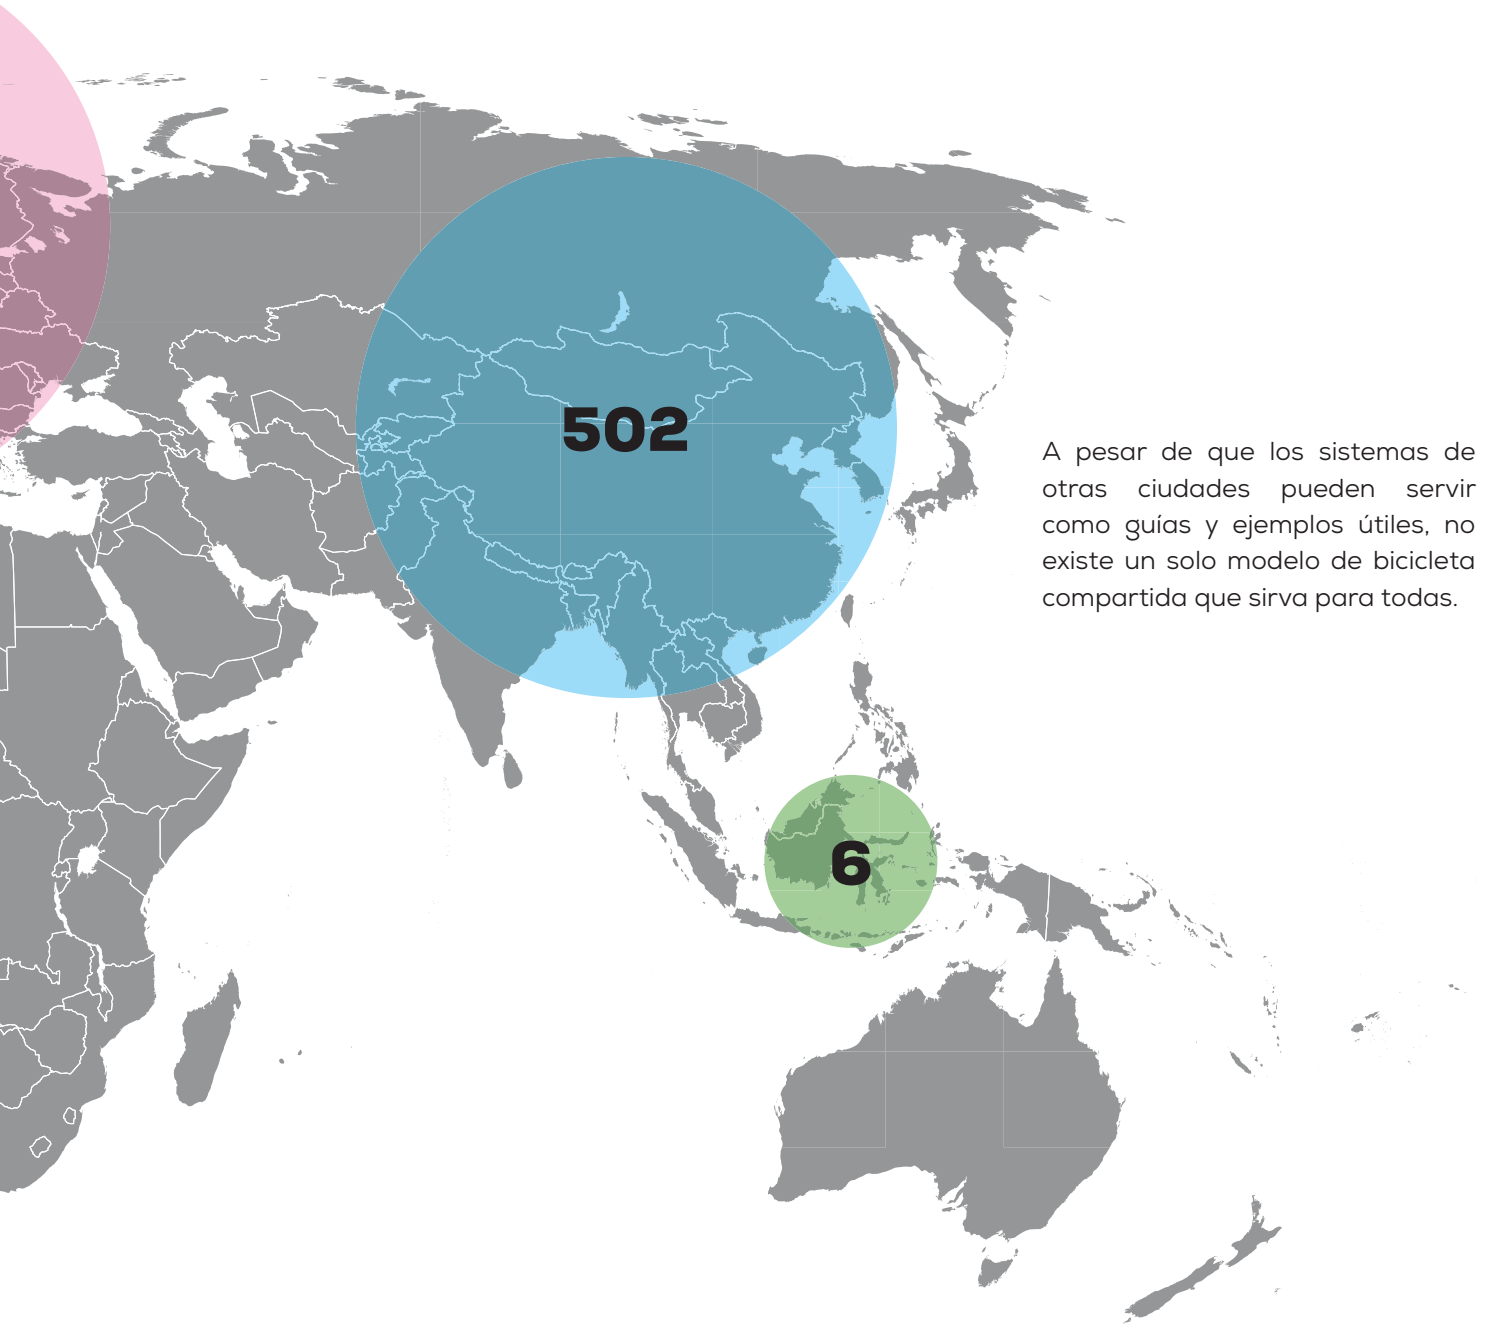 502
A pesar de que los sistemas de
otras ciudades pueden servir
como guías y ejemplos útiles, no
existe un solo modelo de bicicleta
compartida que sirva para todas.
6